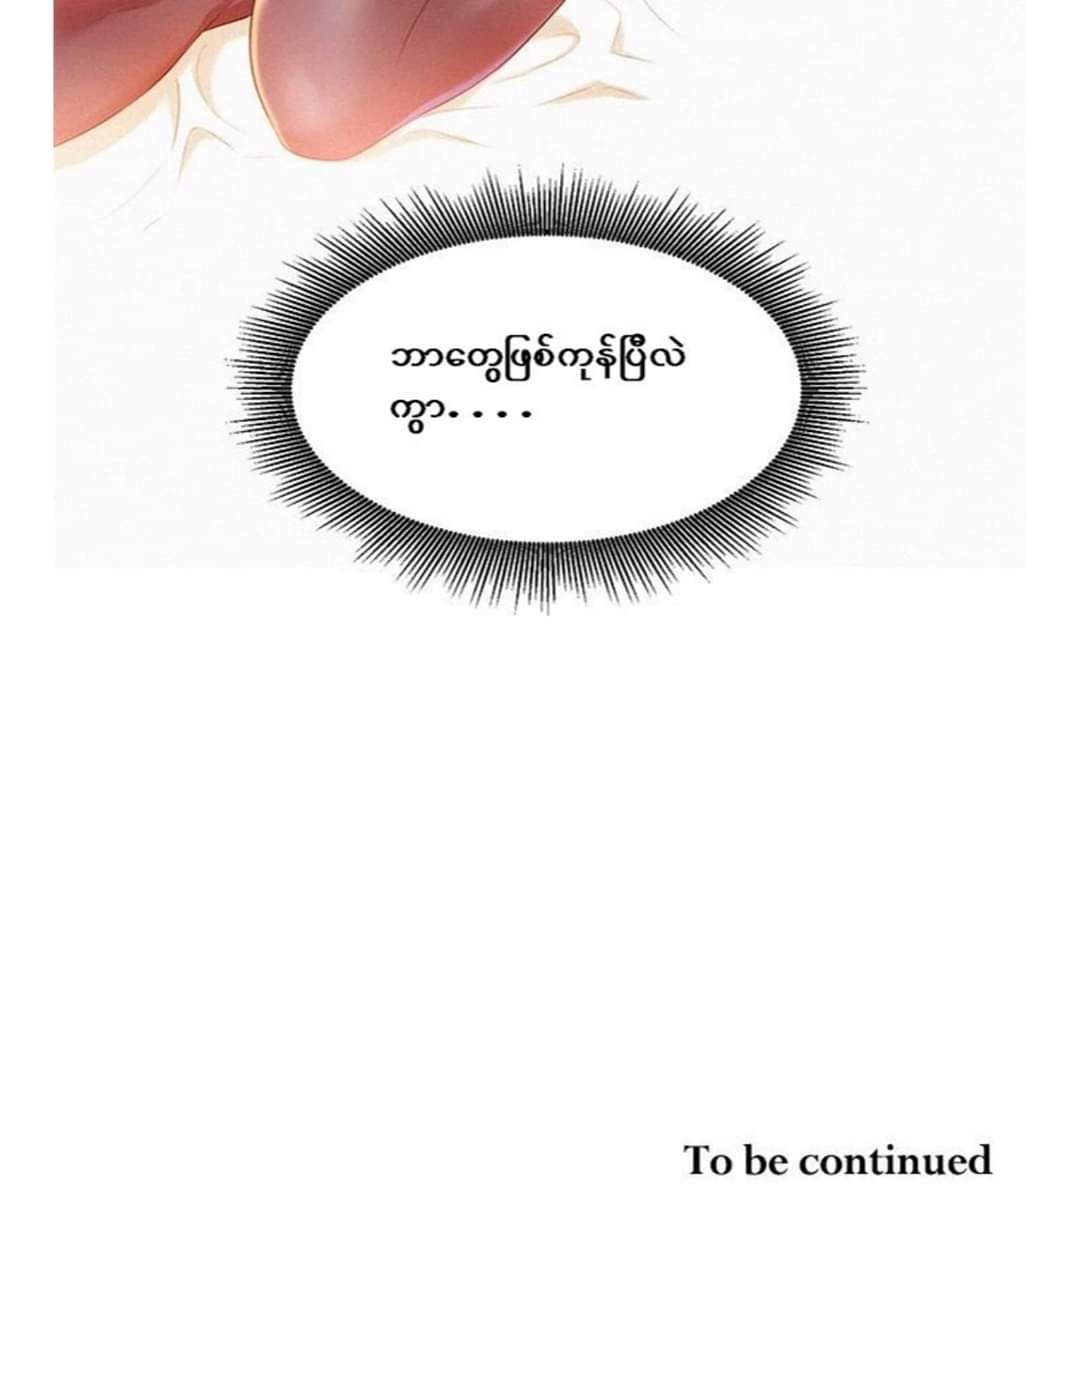 ဘာတွေဖြစ်ကုန်ပြီလဲ
ကွာ. . . .
To be continued